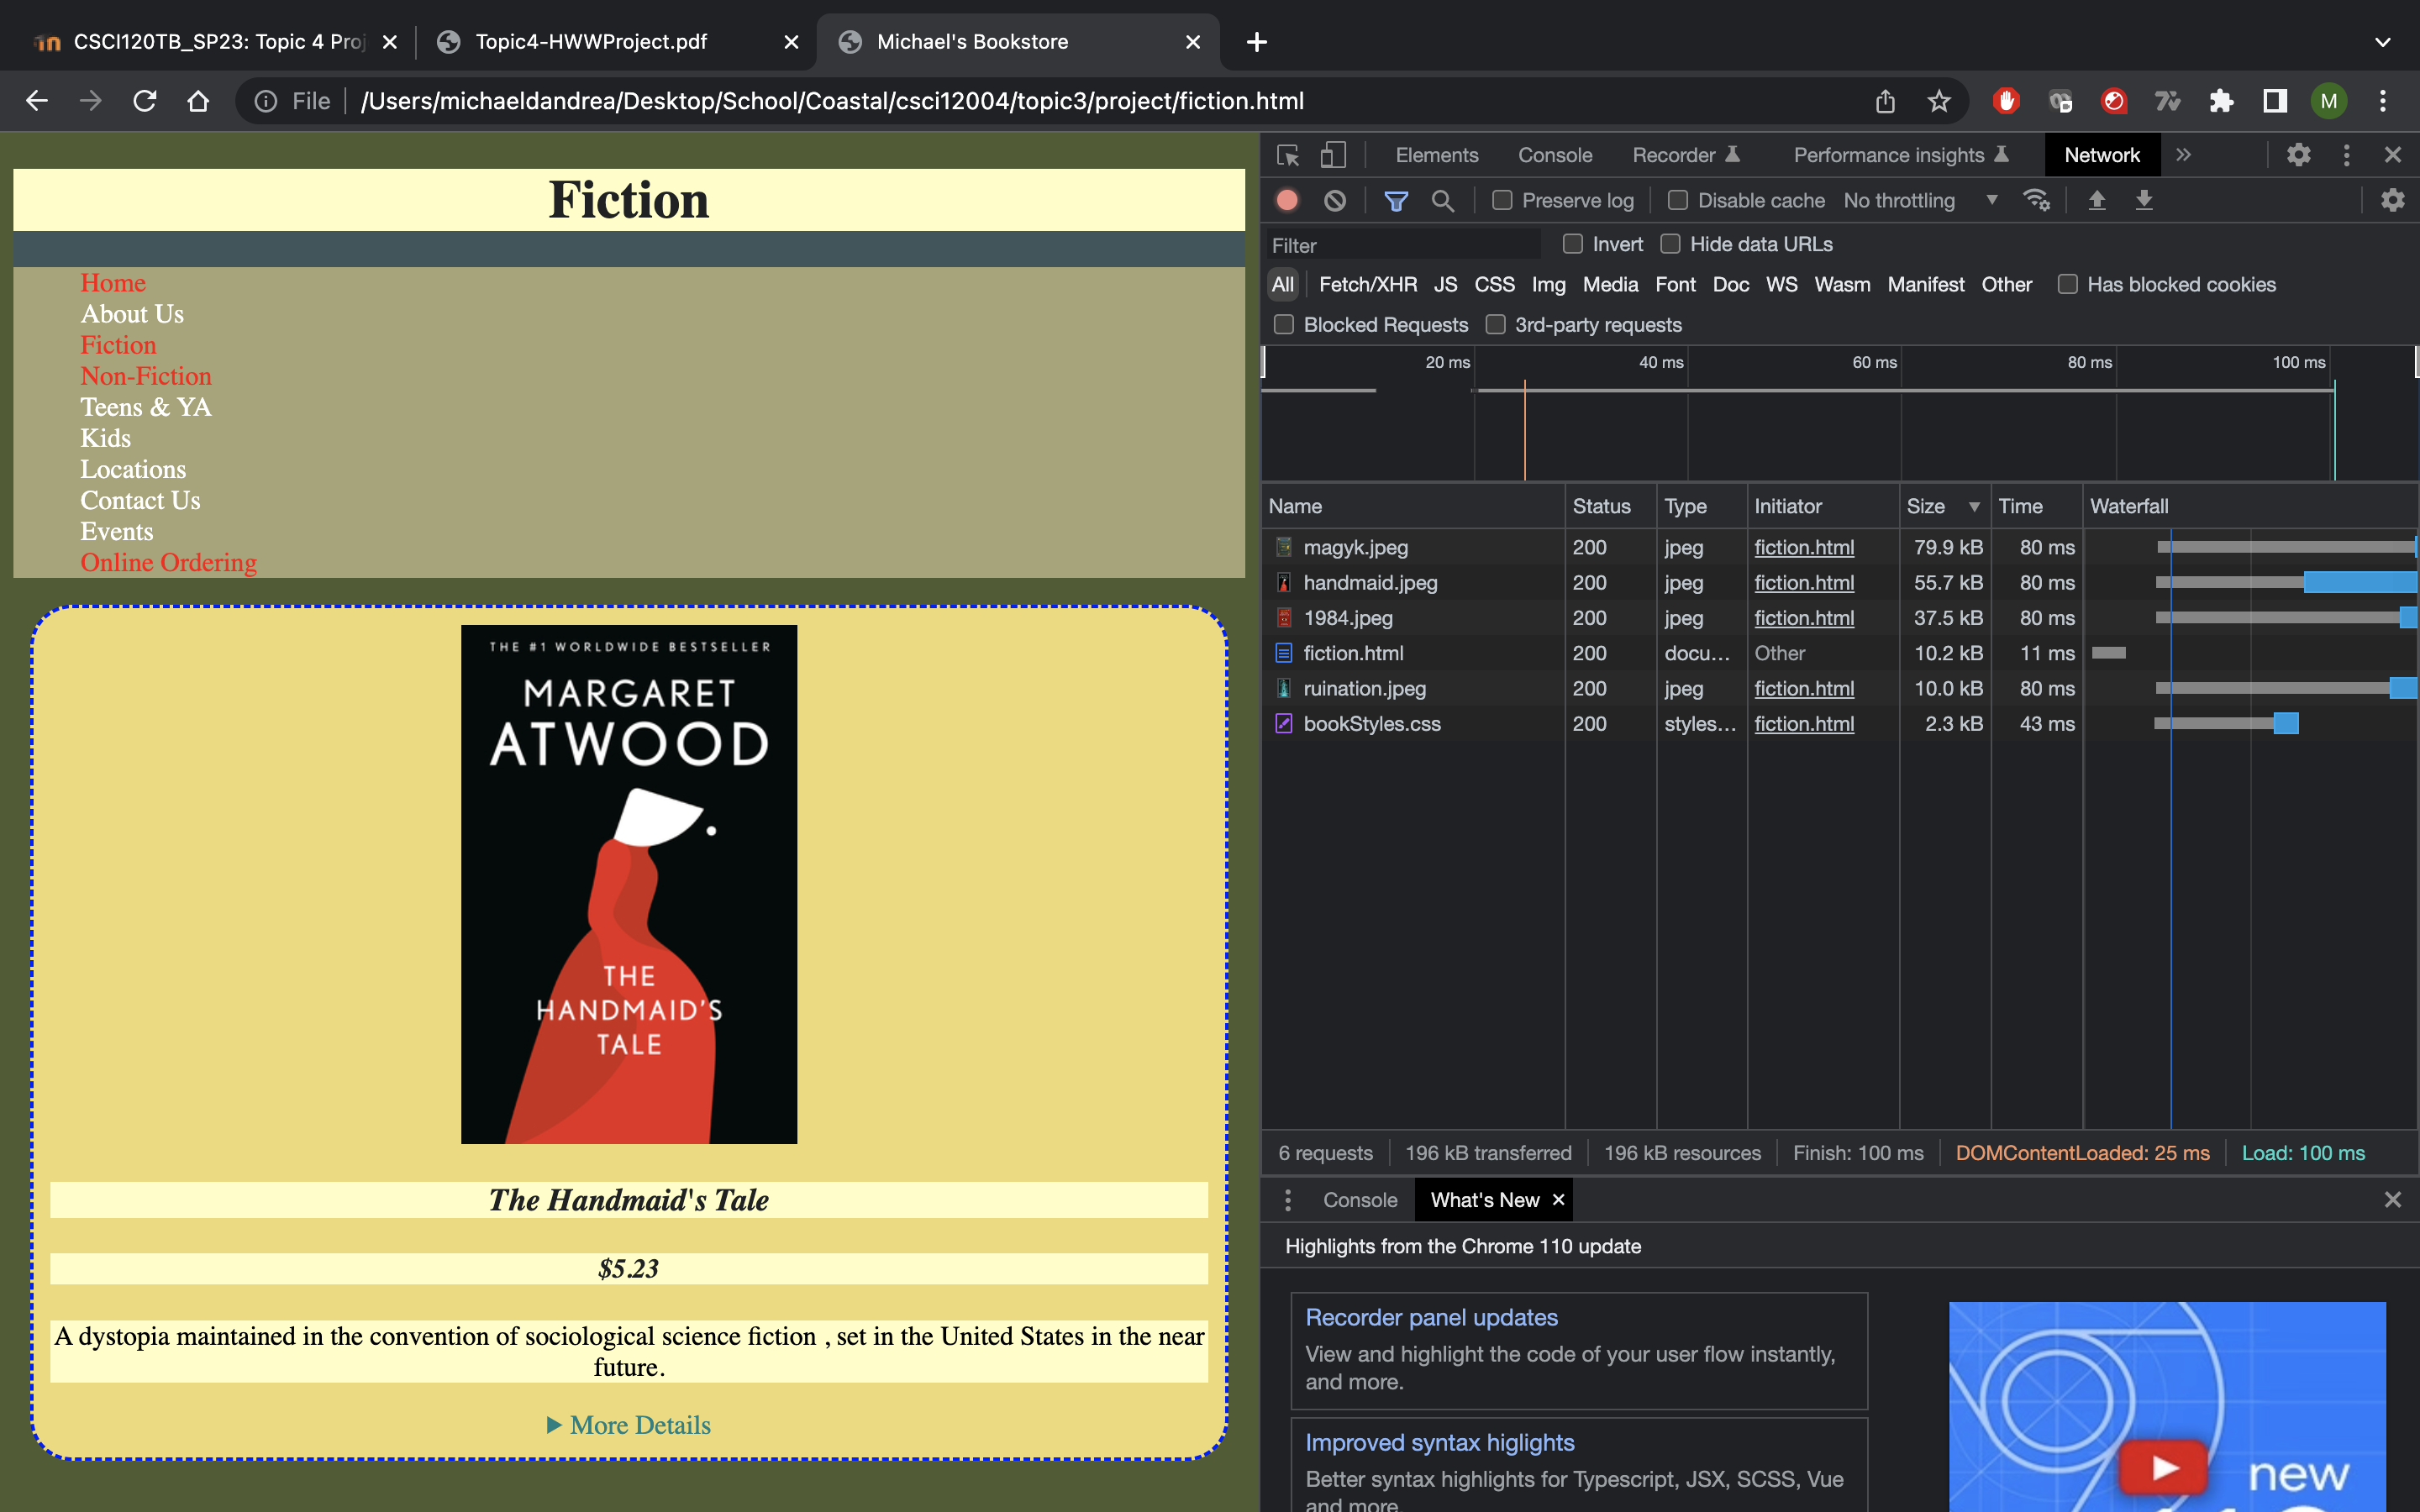 CSCI120TB_SP23: Topic 4 Proj
Topic4-HWWProject.pdf
Michael's Bookstore
File
/Users/michaeldandrea/Desktop/School/Coastal/csci12004/topic3/project/fiction.html
M
Fiction
Home
About Us
Fiction
Non-Fiction
Teens & YA
Kids
Locations
Contact Us
Events
Online Ordering
THE #1 WORLDWIDE BESTSELLER
MARGARET
ATWOOD
THE
HANDMAID'S
TALE
The Handmaid's Tale
$5.23
A dystopia maintained in the convention of sociological science fiction , set in the United States in the near
future.
More Details
Elements Console Recorder Performance insights Network
Preserve log Disable cache No throttling
Filter Invert Hide data URLs
All Fetch/XHR JS CSS Img Media Font Doc WS Wasm Manifest Other Has blocked cookies
Blocked Requests 3rd-party requests
20 ms 40 ms 60 ms 80 ms 100 ms
Name Status Type Initiator Size Time Waterfall
magyk.jpeg 200 jpeg fiction.html 79.9 kB 80 ms
handmaid.jpeg 200 jpeg fiction.html 55.7 kB 80 ms
1984.jpeg 200 jpeg fiction.html 37.5 kB 80 ms
fiction.html 200 docu... Other 10.2 kB 11 ms
ruination.jpeg 200 jpeg fiction.html 10.0 kB 80 ms
bookStyles.css 200 styles... fiction.html 2.3 kB 43 ms
6 requests 196 kB transferred 196 kB resources Finish: 100 ms DOMContentLoaded: 25 ms Load: 100 ms
Console What's New
Highlights from the Chrome 110 update
Recorder panel updates
View and highlight the code of your user flow instantly,
and more.
Improved syntax higlights
Better syntax highlights for Typescript, JSX, SCSS, Vue
and more.
new